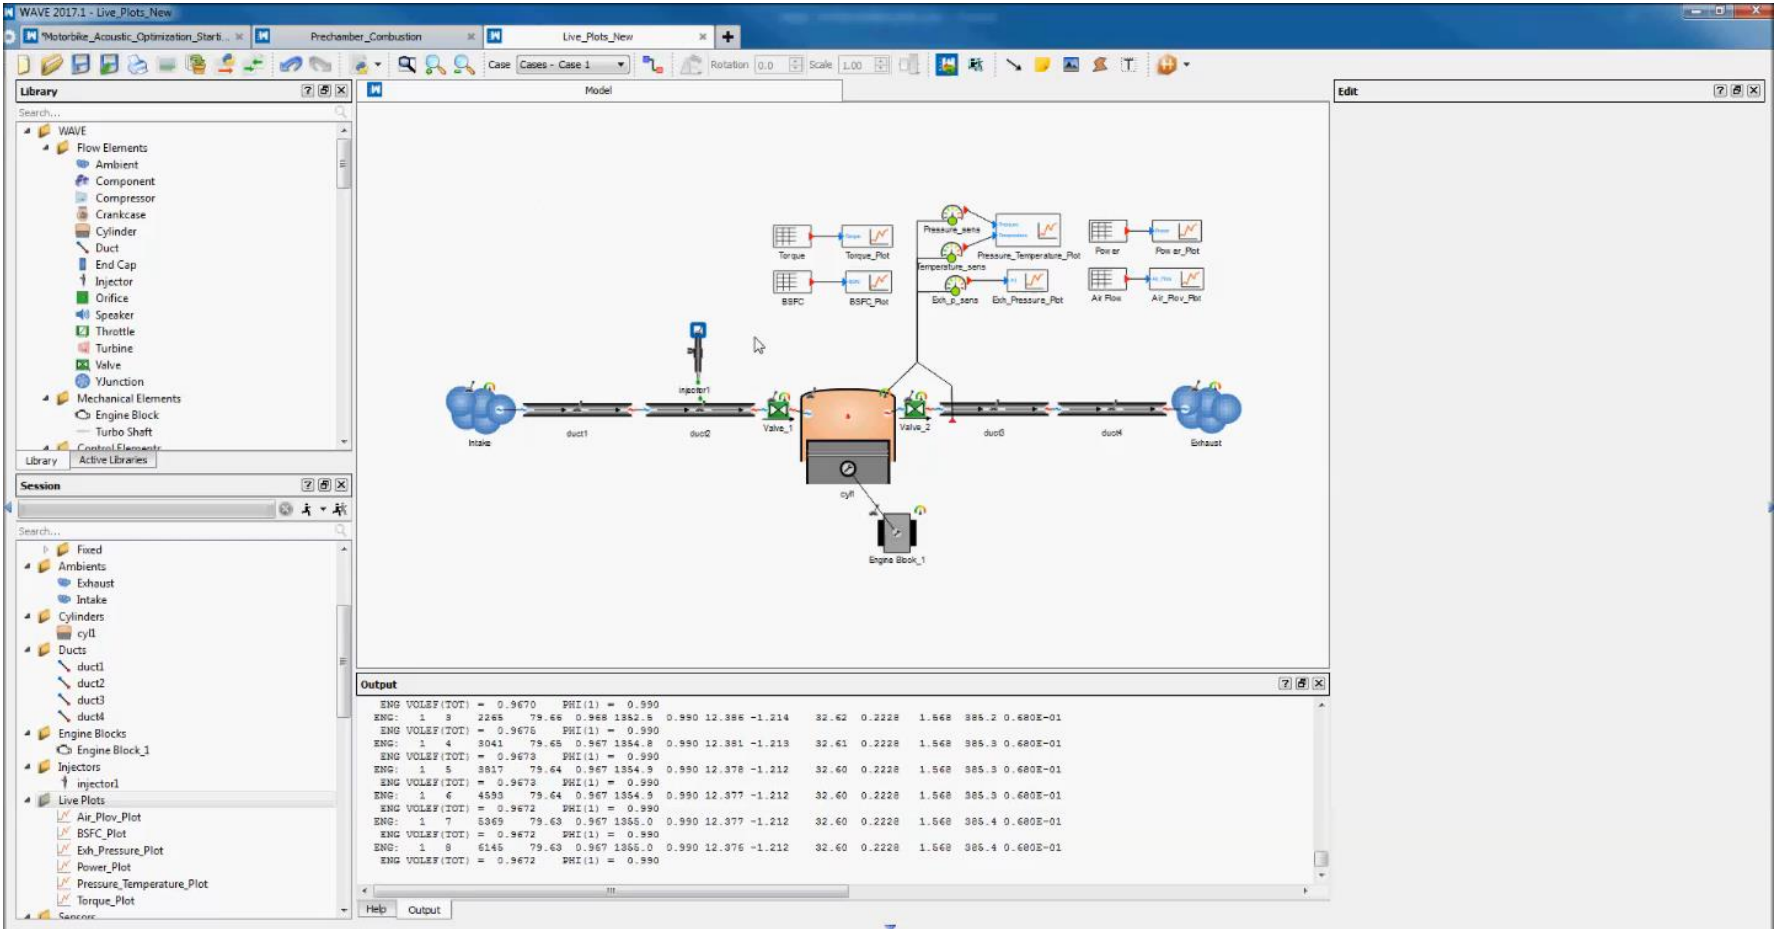 WAVE 2017.1 - Live_Plots_New
*Motorbike_Acoustic_Optimization_Starti...
Prechamber_Combustion
Live_Plots_New
Case
Cases - Case 1
Rotation 0.0
Scale 1.00
Library
Search...
WAVE
Flow Elements
Ambient
Component
Compressor
Crankcase
Cylinder
Duct
End Cap
Injector
Orifice
Speaker
Throttle
Turbine
Valve
YJunction
Mechanical Elements
Engine Block
Turbo Shaft
Control Elements
Library
Active Libraries
Session
Search...
Fixed
Ambients
Exhaust
Intake
Cylinders
cyl1
Ducts
duct1
duct2
duct3
duct4
Engine Blocks
Engine Block_1
Injectors
injector1
Live Plots
Air_Plov_Plot
BSFC_Plot
Exh_Pressure_Plot
Power_Plot
Pressure_Temperature_Plot
Torque_Plot
Sensors
Model
Torque
Torque_Plot
BSFC
BSFC_Plot
Pressure_sens
Temperature_sens
Pressure_Temperature_Plot
Exh_p_sens
Exh_Pressure_Plot
Power
Power_Plot
Air Flow
Air_Plov_Plot
injector1
Intake
duct1
duct2
Valve_1
cyl1
Valve_2
duct3
duct4
Exhaust
Engine Block_1
Output
ENG VOLEF(TOT) = 0.9670 PHI(1) = 0.990
ENG: 1 3 2265 79.66 0.968 1352.5 0.990 12.386 -1.214 32.62 0.2228 1.568 385.2 0.680E-01
ENG VOLEF(TOT) = 0.9675 PHI(1) = 0.990
ENG: 1 4 3041 79.65 0.967 1354.8 0.990 12.381 -1.213 32.61 0.2228 1.568 385.3 0.680E-01
ENG VOLEF(TOT) = 0.9673 PHI(1) = 0.990
ENG: 1 5 3817 79.64 0.967 1354.9 0.990 12.378 -1.212 32.60 0.2228 1.568 385.3 0.680E-01
ENG VOLEF(TOT) = 0.9673 PHI(1) = 0.990
ENG: 1 6 4593 79.64 0.967 1354.9 0.990 12.377 -1.212 32.60 0.2228 1.568 385.3 0.680E-01
ENG VOLEF(TOT) = 0.9672 PHI(1) = 0.990
ENG: 1 7 5369 79.63 0.967 1355.0 0.990 12.377 -1.212 32.60 0.2228 1.568 385.4 0.680E-01
ENG VOLEF(TOT) = 0.9672 PHI(1) = 0.990
ENG: 1 8 6145 79.63 0.967 1355.0 0.990 12.376 -1.212 32.60 0.2228 1.568 385.4 0.680E-01
ENG VOLEF(TOT) = 0.9672 PHI(1) = 0.990
Help
Output
Edit